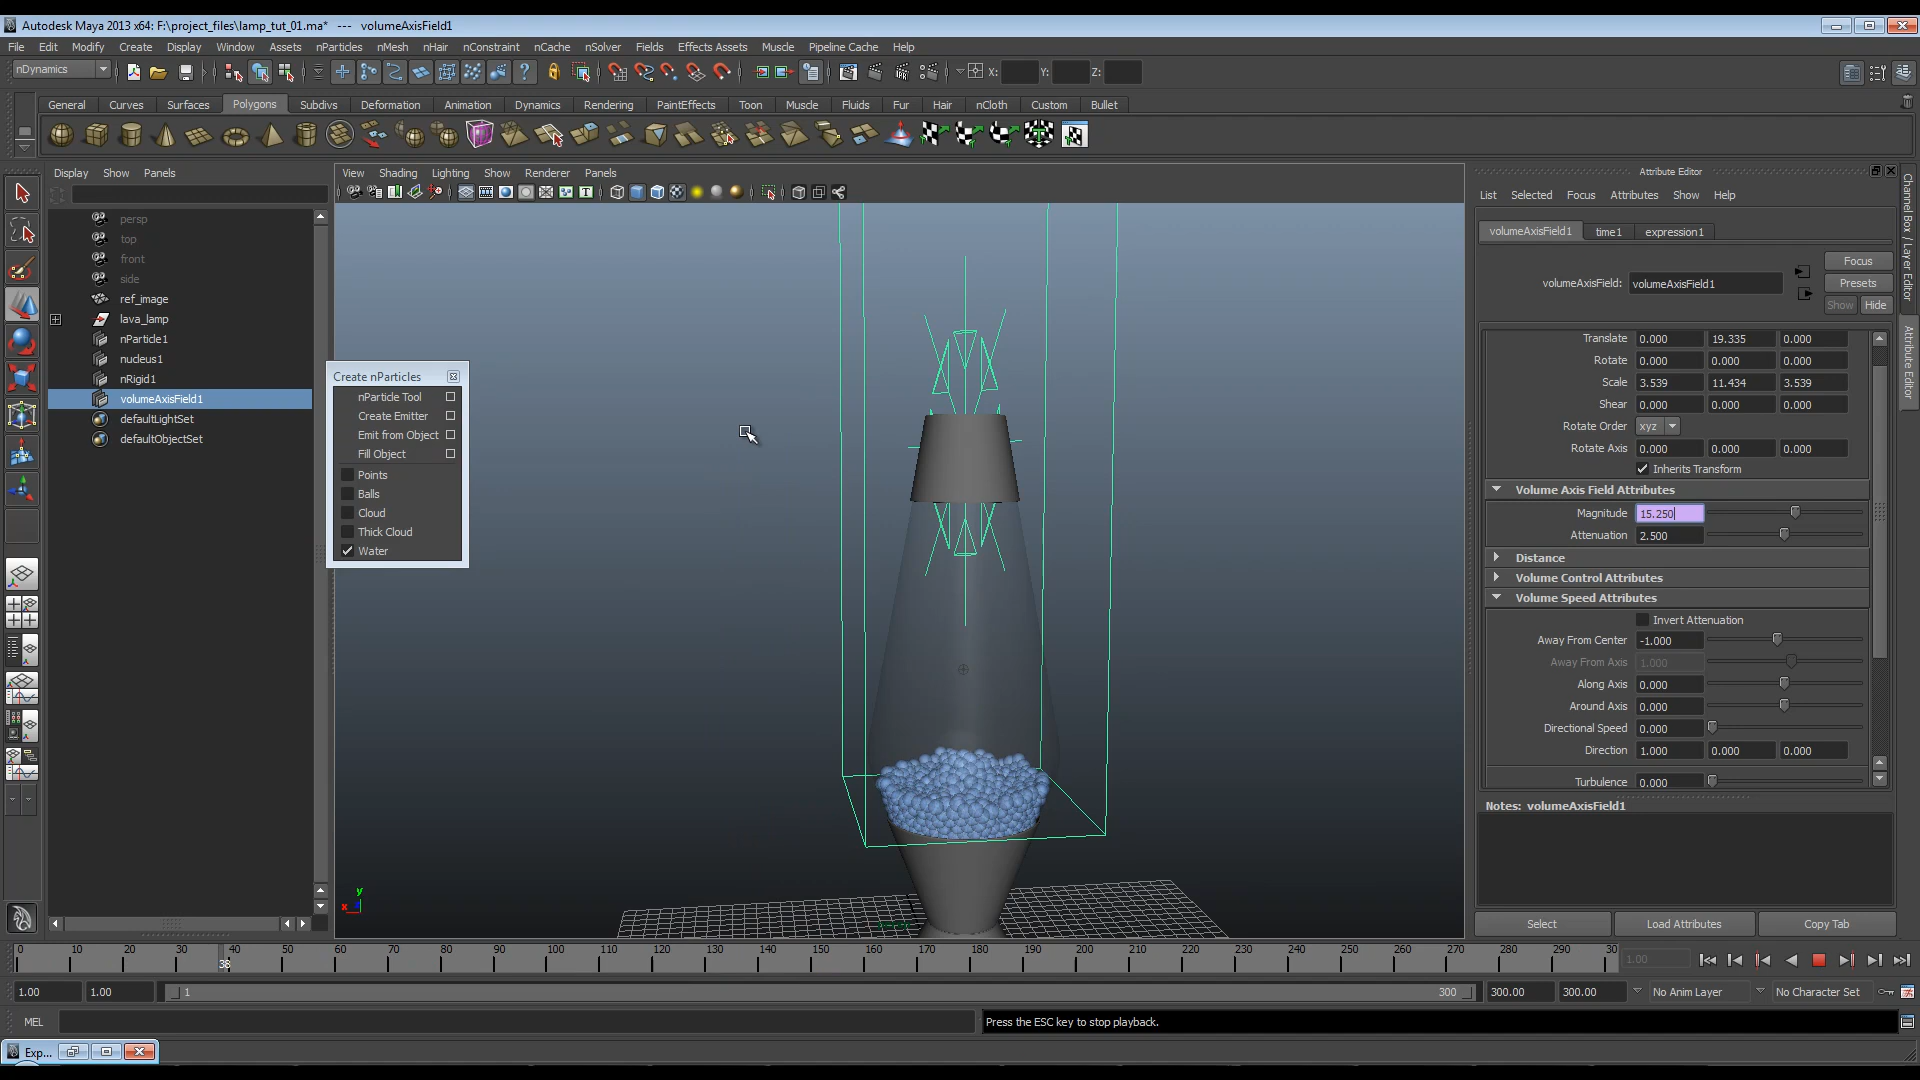 Autodesk Maya 2013 x64: F:\project_files\lamp_tut_01.ma* --- volumeAxisField1
File Edit Modify Create Display Window Assets nParticles nMesh nHair nConstraint nCache nSolver Fields Effects Assets Muscle Pipeline Cache Help
nDynamics X: Y: Z:
General Curves Surfaces Polygons Subdivs Deformation Animation Dynamics Rendering PaintEffects Toon Muscle Fluids Fur Hair nCloth Custom Bullet
Display Show Panels
persp
top
front
side
ref_image
lava_lamp
nParticle1
nucleus1
nRigid1
volumeAxisField1
defaultLightSet
defaultObjectSet
Create nParticles
nParticle Tool
Create Emitter
Emit from Object
Fill Object
Points
Balls
Cloud
Thick Cloud
Water
View Shading Lighting Show Renderer Panels
y
x
Attribute Editor
List Selected Focus Attributes Show Help
volumeAxisField1 time1 expression1
Focus
volumeAxisField: volumeAxisField1 Presets
Show Hide
Translate 0.000 19.335 0.000
Rotate 0.000 0.000 0.000
Scale 3.539 11.434 3.539
Shear 0.000 0.000 0.000
Rotate Order xyz
Rotate Axis 0.000 0.000 0.000
Inherits Transform
Volume Axis Field Attributes
Magnitude 15.250
Attenuation 2.500
Distance
Volume Control Attributes
Volume Speed Attributes
Invert Attenuation
Away From Center -1.000
Away From Axis 1.000
Along Axis 0.000
Around Axis 0.000
Directional Speed 0.000
Direction 1.000 0.000 0.000
Turbulence 0.000
Notes: volumeAxisField1
Select Load Attributes Copy Tab
Channel Box / Layer Editor
Attribute Editor
0 10 20 30 40 50 60 70 80 90 100 110 120 130 140 150 160 170 180 190 200 210 220 230 240 250 260 270 280 290 30
38
1.00
1.00 1.00 1 300 300.00 300.00 No Anim Layer No Character Set
MEL Press the ESC key to stop playback.
Exp...